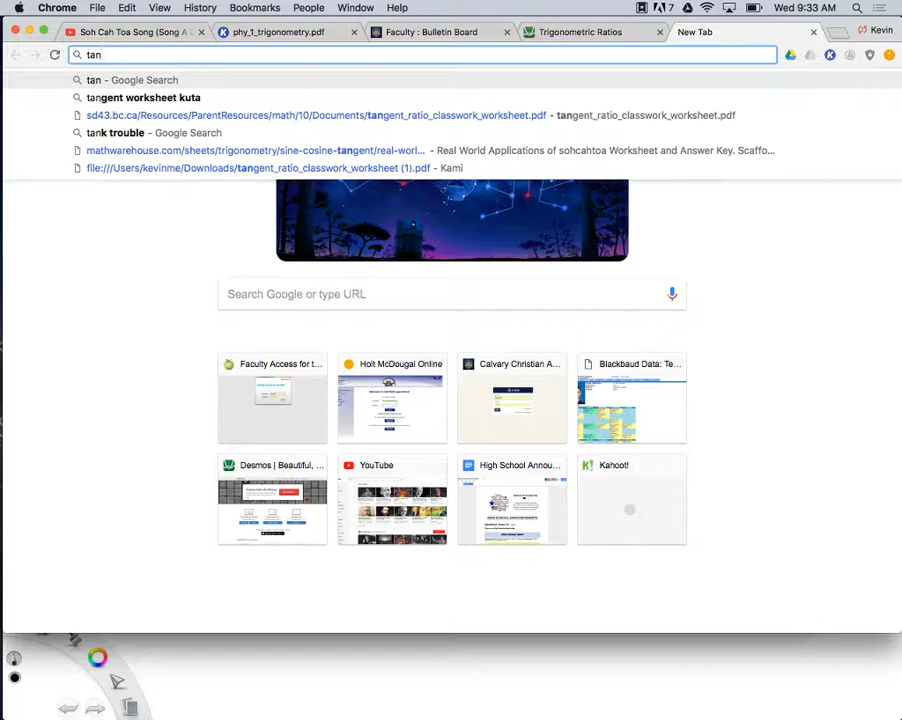 Chrome File Edit View History Bookmarks People Window Help 7 Wed 9:33 AM
Soh Cah Toa Song (Song A phy_1_trigonometry.pdf Faculty : Bulletin Board Trigonometric Ratios New Tab Kevin
tan
tan - Google Search
tangent worksheet kuta
sd43.bc.ca/Resources/ParentResources/math/10/Documents/tangent_ratio_classwork_worksheet.pdf - tangent_ratio_classwork_worksheet.pdf
tank trouble - Google Search
mathwarehouse.com/sheets/trigonometry/sine-cosine-tangent/real-worl... - Real World Applications of sohcahtoa Worksheet and Answer Key. Scaffo...
file:///Users/kevinme/Downloads/tangent_ratio_classwork_worksheet (1).pdf - Kami
Search Google or type URL
Faculty Access for t... Holt McDougal Online Calvary Christian A... Blackbaud Data: Te...
Desmos | Beautiful, ... YouTube High School Annou... Kahoot!